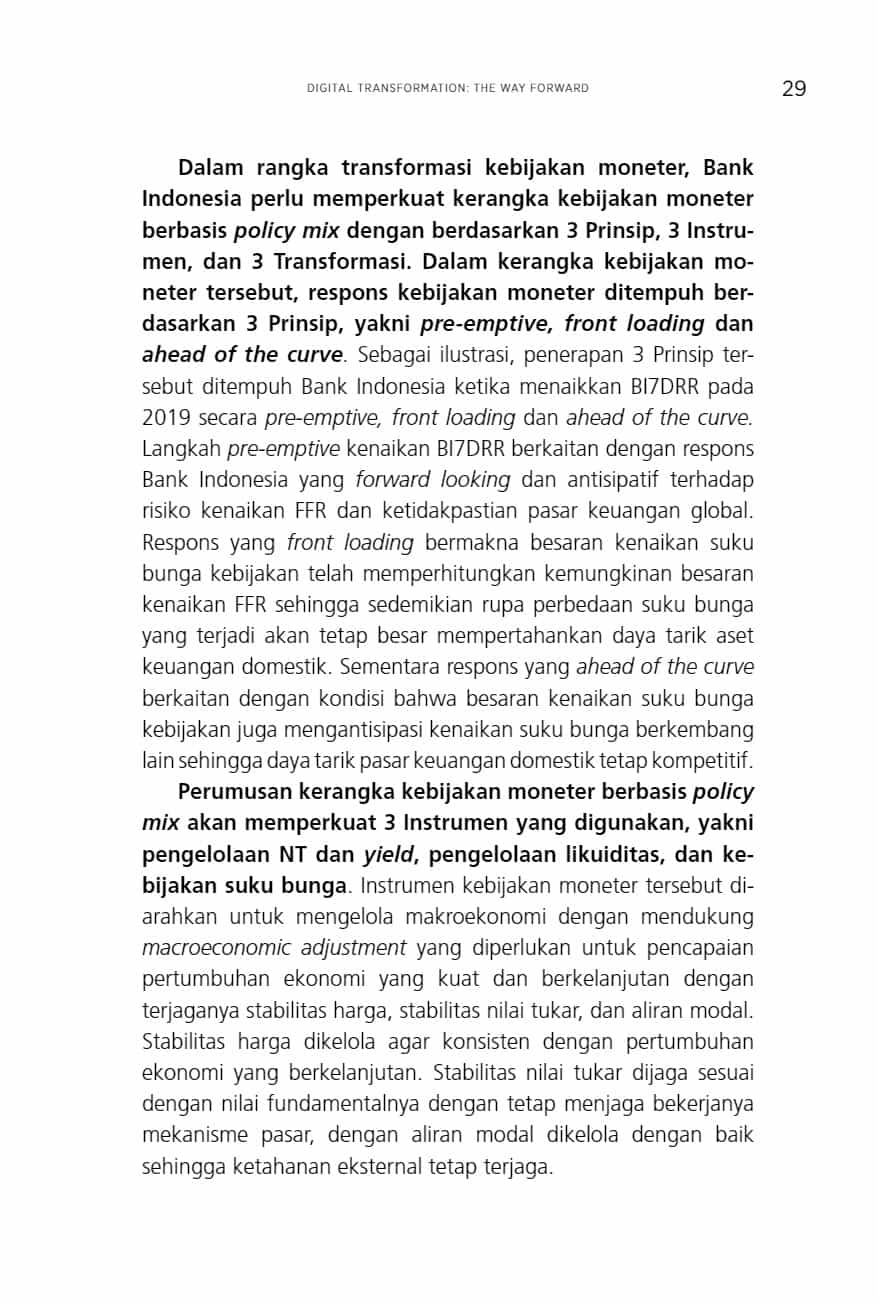 DIGITAL TRANSFORMATION: THE WAY FORWARD
29
Dalam rangka transformasi kebijakan moneter, Bank
Indonesia perlu memperkuat kerangka kebijakan moneter
berbasis policy mix dengan berdasarkan 3 Prinsip, 3 Instru-
men, dan 3 Transformasi. Dalam kerangka kebijakan mo-
neter tersebut, respons kebijakan moneter ditempuh ber-
dasarkan 3 Prinsip, yakni pre-emptive, front loading dan
ahead of the curve. Sebagai ilustrasi, penerapan 3 Prinsip ter-
sebut ditempuh Bank Indonesia ketika menaikkan BI7DRR pada
2019 secara pre-emptive, front loading dan ahead of the curve.
Langkah pre-emptive kenaikan BI7DRR berkaitan dengan respons
Bank Indonesia yang forward looking dan antisipatif terhadap
risiko kenaikan FFR dan ketidakpastian pasar keuangan global.
Respons yang front loading bermakna besaran kenaikan suku
bunga kebijakan telah memperhitungkan kemungkinan besaran
kenaikan FFR sehingga sedemikian rupa perbedaan suku bunga
yang terjadi akan tetap besar mempertahankan daya tarik aset
keuangan domestik. Sementara respons yang ahead of the curve
berkaitan dengan kondisi bahwa besaran kenaikan suku bunga
kebijakan juga mengantisipasi kenaikan suku bunga berkembang
lain sehingga daya tarik pasar keuangan domestik tetap kompetitif.
Perumusan kerangka kebijakan moneter berbasis policy
mix akan memperkuat 3 Instrumen yang digunakan, yakni
pengelolaan NT dan yield, pengelolaan likuiditas, dan ke-
bijakan suku bunga. Instrumen kebijakan moneter tersebut di-
arahkan untuk mengelola makroekonomi dengan mendukung
macroeconomic adjustment yang diperlukan untuk pencapaian
pertumbuhan ekonomi yang kuat dan berkelanjutan dengan
terjaganya stabilitas harga, stabilitas nilai tukar, dan aliran modal.
Stabilitas harga dikelola agar konsisten dengan pertumbuhan
ekonomi yang berkelanjutan. Stabilitas nilai tukar dijaga sesuai
dengan nilai fundamentalnya dengan tetap menjaga bekerjanya
mekanisme pasar, dengan aliran modal dikelola dengan baik
sehingga ketahanan eksternal tetap terjaga.